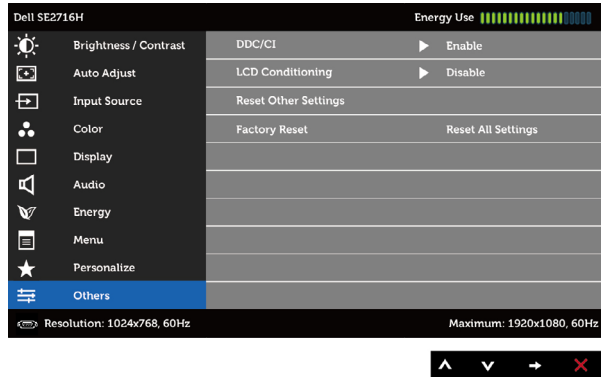 Dell SE2716H Energy Use
Brightness / Contrast DDC/CI Enable
Auto Adjust LCD Conditioning Disable
Input Source Reset Other Settings
Color Factory Reset Reset All Settings
Display
Audio
Energy
Menu
Personalize
Others
Resolution: 1024x768, 60Hz Maximum: 1920x1080, 60Hz